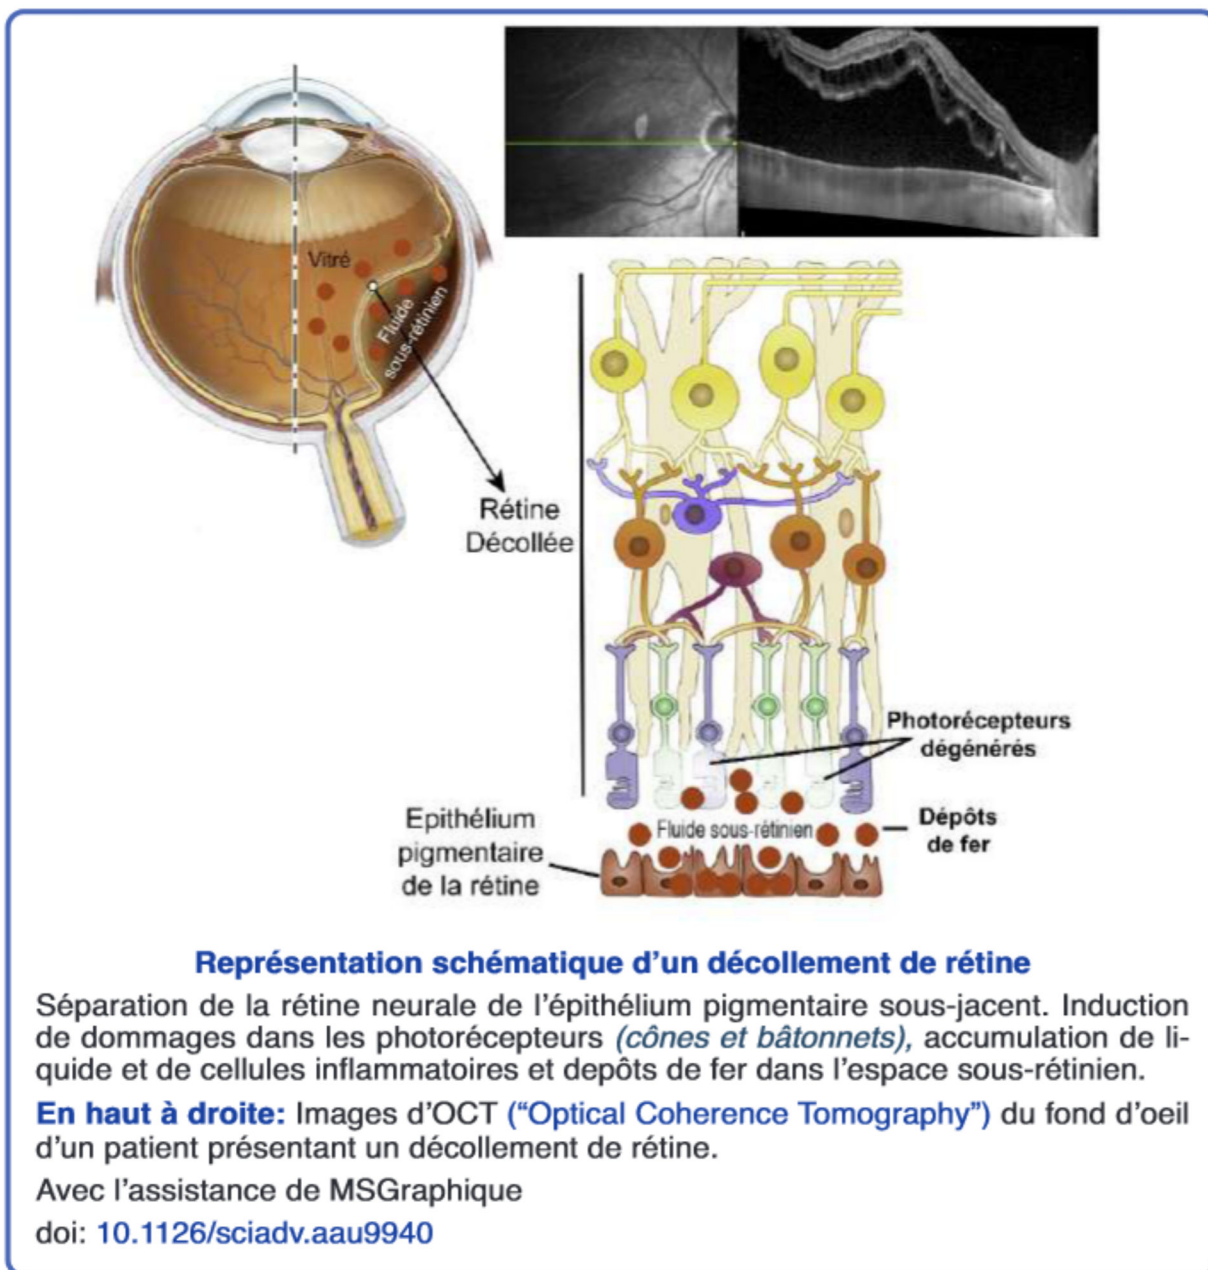 Vitré
Fluide
sous-rétinien
Rétine
Décollée
Photorécepteurs
dégénérés
Epithélium
pigmentaire
de la rétine
Fluide sous-rétinien
Dépôts
de fer
Représentation schématique d’un décollement de rétine
Séparation de la rétine neurale de l’épithélium pigmentaire sous-jacent. Induction
de dommages dans les photorécepteurs (cônes et bâtonnets), accumulation de li-
quide et de cellules inflammatoires et depôts de fer dans l’espace sous-rétinien.
En haut à droite: Images d’OCT (“Optical Coherence Tomography”) du fond d’oeil
d’un patient présentant un décollement de rétine.
Avec l’assistance de MSGraphique
doi: 10.1126/sciadv.aau9940